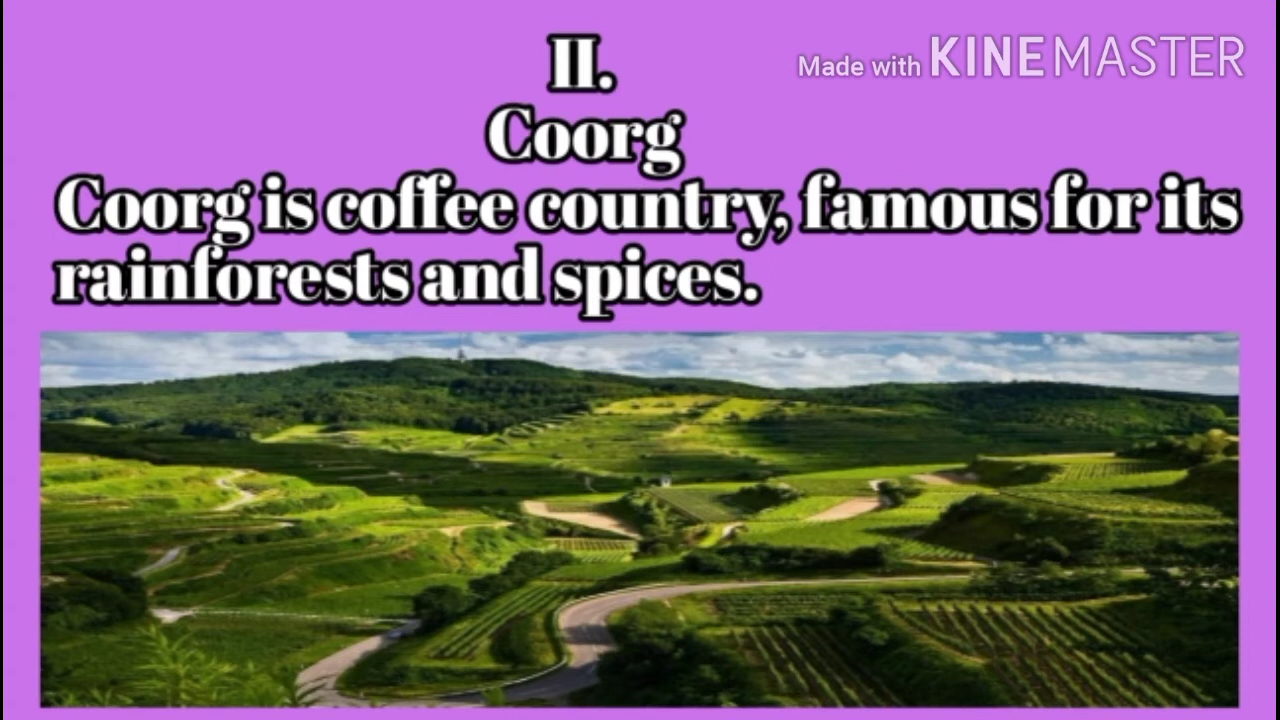 II.
Made with KINEMASTER
Coorg
Coorg is coffee country, famous for its
rainforests and spices.